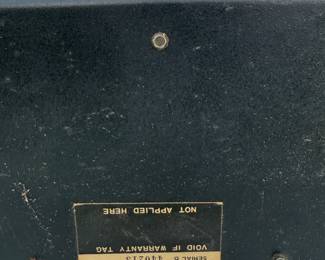 SERIAL
VOID IF WARRANTY TAG
NOT APPLIED HERE